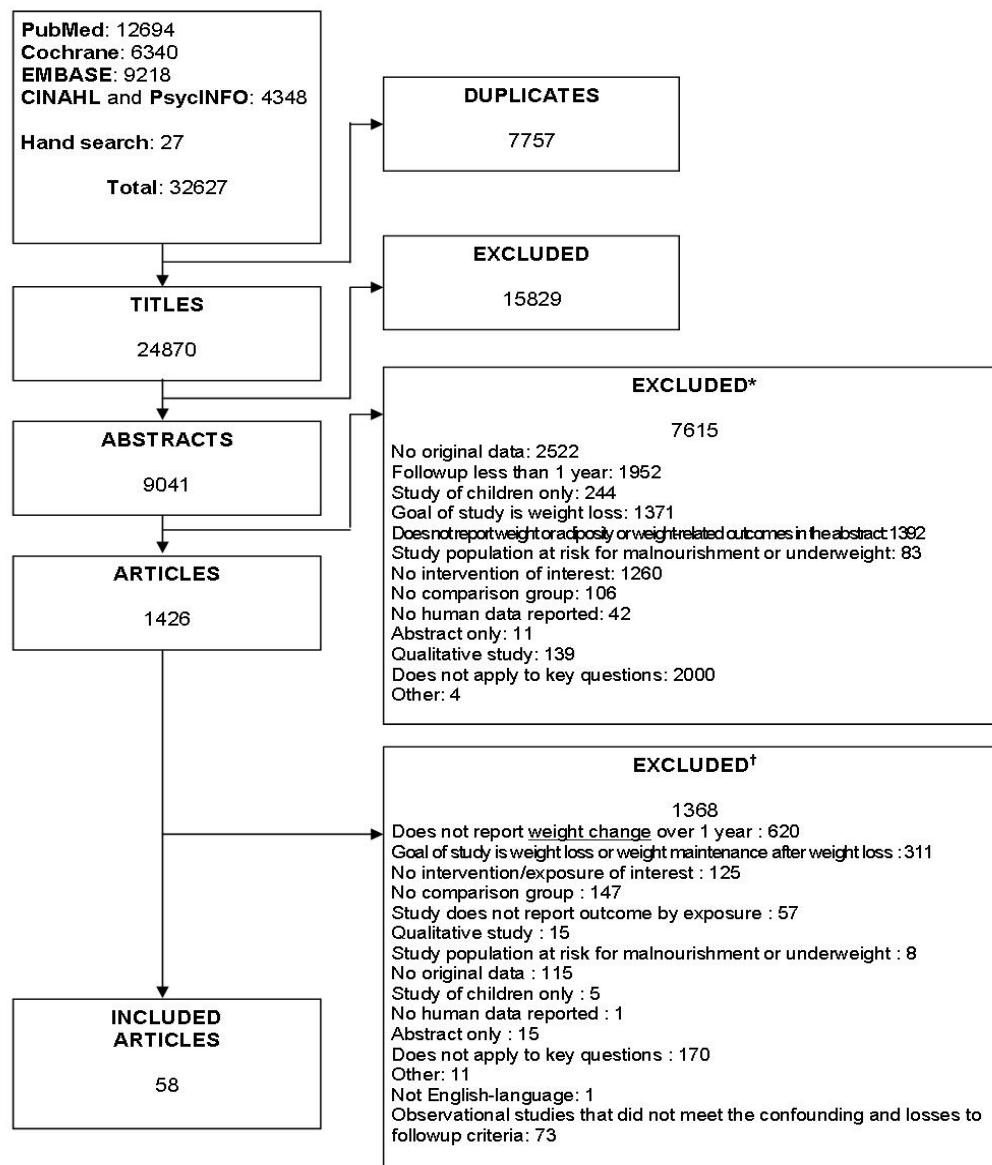 PubMed: 12694
Cochrane: 6340
EMBASE: 9218
CINAHL and PsycINFO: 4348
Hand search: 27
Total: 32627
DUPLICATES
7757
EXCLUDED
15829
TITLES
24870
EXCLUDED*
7615
No original data: 2522
Followup less than 1 year: 1952
Study of children only: 244
Goal of study is weight loss: 1371
Does not report weight or adiposity or weight-related outcomes in the abstract: 1392
Study population at risk for malnourishment or underweight: 83
No intervention of interest: 1260
No comparison group: 106
No human data reported: 42
Abstract only: 11
Qualitative study: 139
Does not apply to key questions: 2000
Other: 4
ABSTRACTS
9041
ARTICLES
1426
EXCLUDED†
1368
Does not report weight change over 1 year : 620
Goal of study is weight loss or weight maintenance after weight loss : 311
No intervention/exposure of interest : 125
No comparison group : 147
Study does not report outcome by exposure : 57
Qualitative study : 15
Study population at risk for malnourishment or underweight : 8
No original data : 115
Study of children only : 5
No human data reported : 1
Abstract only : 15
Does not apply to key questions : 170
Other: 11
Not English-language: 1
Observational studies that did not meet the confounding and losses to
followup criteria: 73
INCLUDED
ARTICLES
58